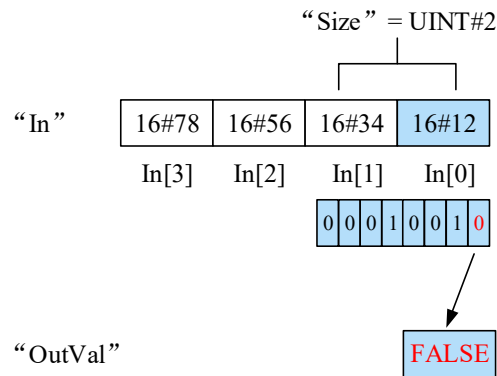 “Size” = UINT#2
“In” 16#78 16#56 16#34 16#12
In[3] In[2] In[1] In[0]
0 0 0 1 0 0 1 0
“OutVal” FALSE